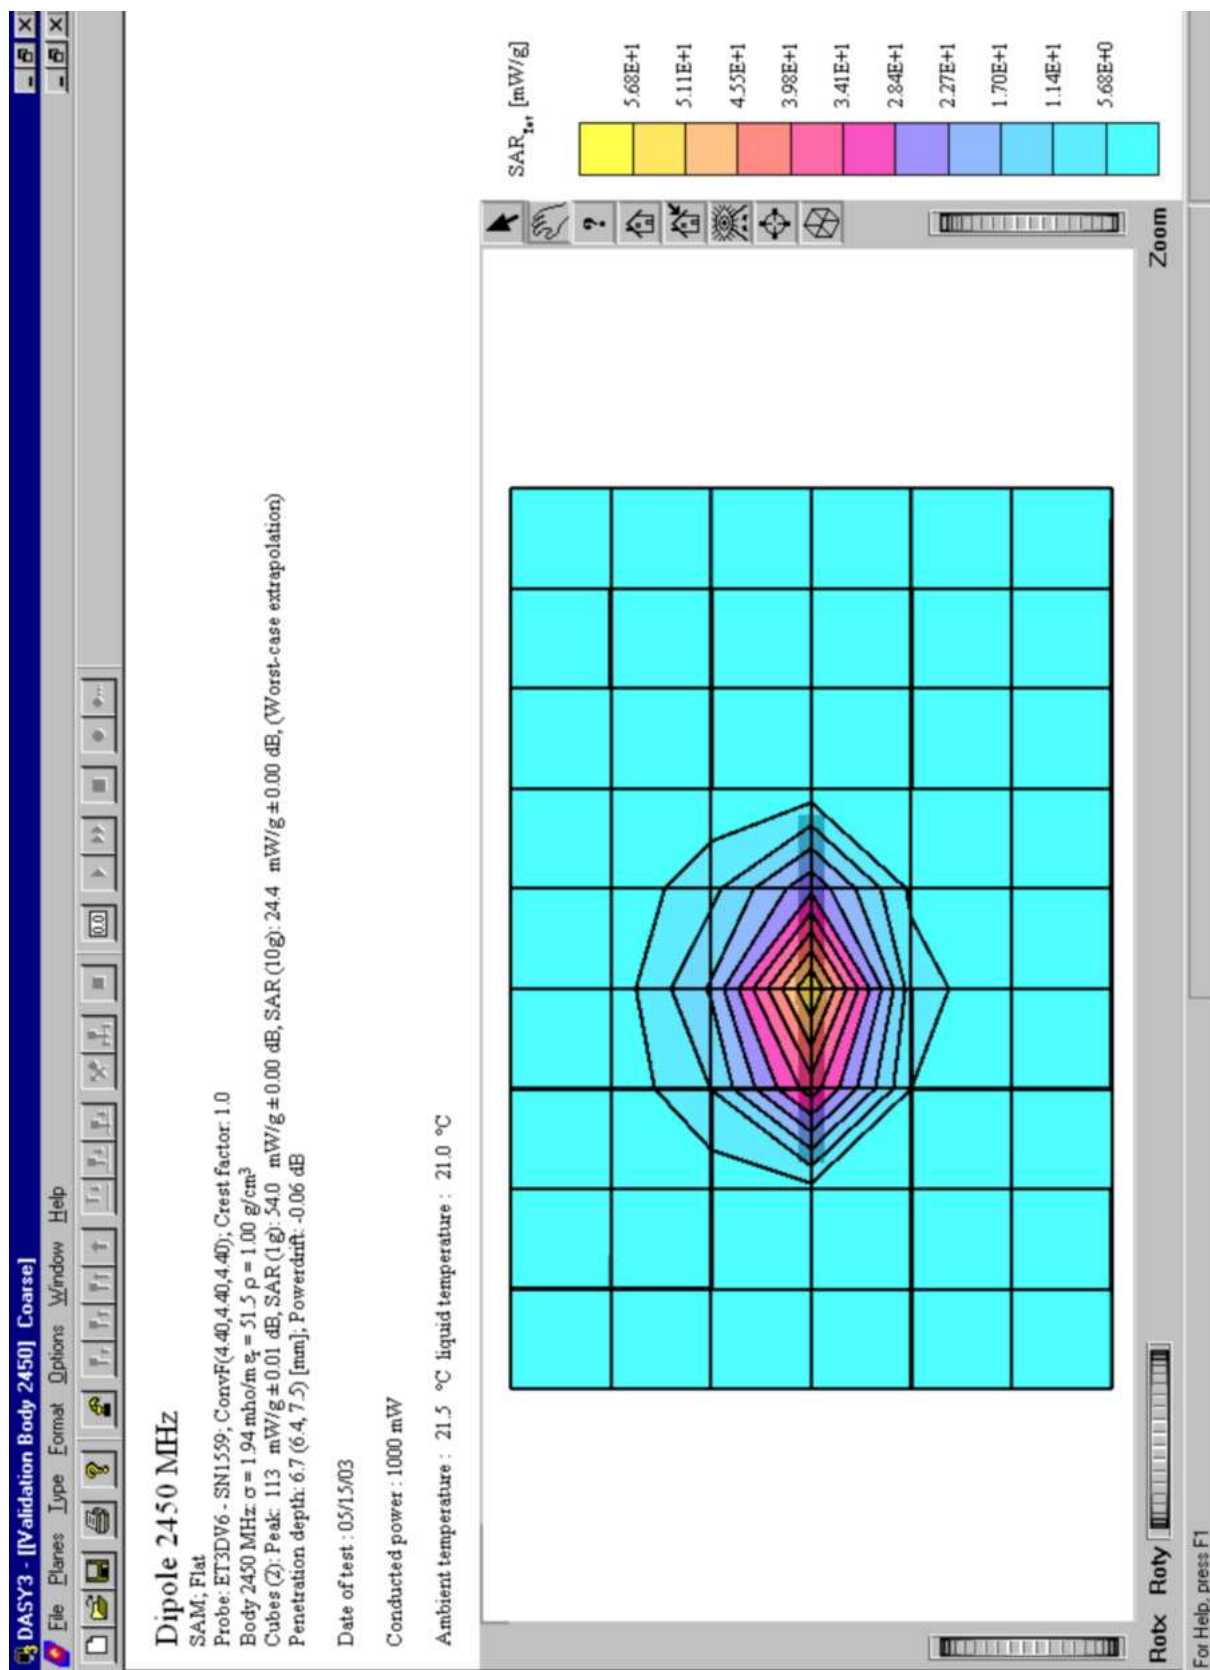 DASY3 - [[Validation Body 2450] Coarse]
File Planes Type Format Options Window Help
0.0
Dipole 2450 MHz
SAM; Flat
Probe: ET3DV6 - SN1559; ConvF(4.40,4.40,4.40); Crest factor: 1.0
Body 2450 MHz: σ = 1.94 mho/m εr = 51.5 ρ = 1.00 g/cm³
Cubes (2): Peak: 113 mW/g ± 0.01 dB, SAR (1g): 54.0 mW/g ± 0.00 dB, SAR (10g): 24.4 mW/g ± 0.00 dB, (Worst-case extrapolation)
Penetration depth: 6.7 (6.4, 7.5) [mm]; Powerdrift: -0.06 dB
Date of test : 05/15/03
Conducted power : 1000 mW
Ambient temperature : 21.5 °C liquid temperature : 21.0 °C
SARTot [mW/g]
5.68E+1
5.11E+1
4.55E+1
3.98E+1
3.41E+1
2.84E+1
2.27E+1
1.70E+1
1.14E+1
5.68E+0
Rotx Roty Zoom
For Help, press F1